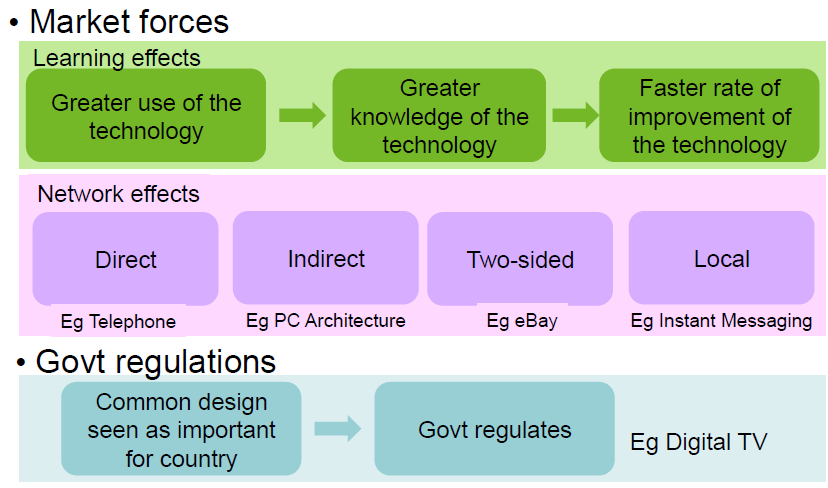 • Market forces
Learning effects
Greater use of the
technology
Greater
knowledge of the
technology
Faster rate of
improvement of
the technology
Network effects
Direct
Indirect
Two-sided
Local
Eg Telephone
Eg PC Architecture
Eg eBay
Eg Instant Messaging
• Govt regulations
Common design
seen as important
for country
Govt regulates
Eg Digital TV